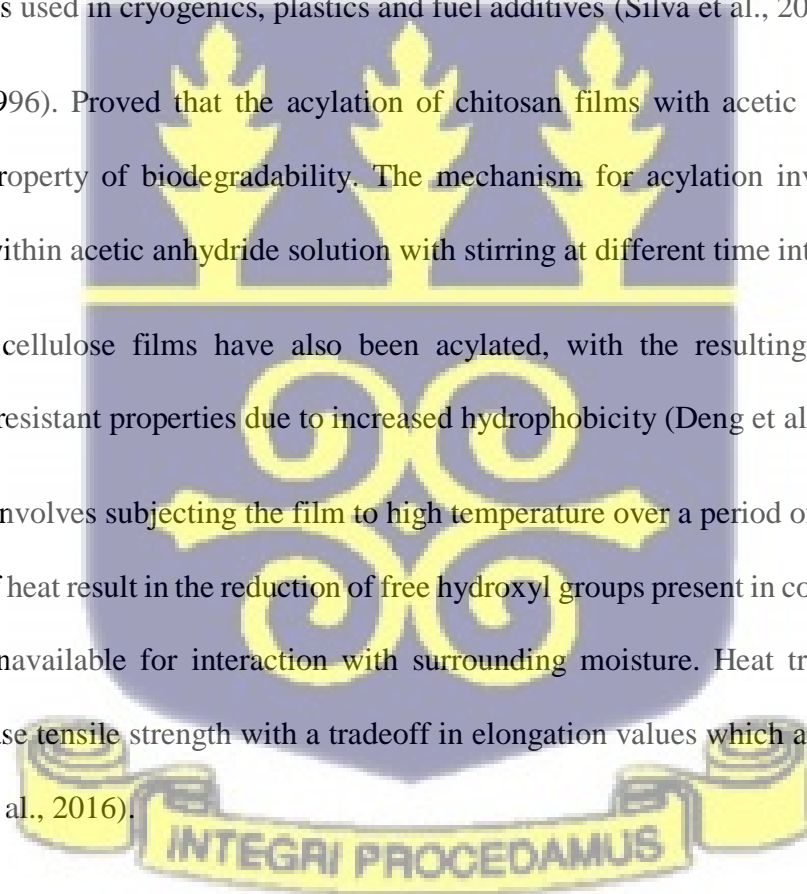 s used in cryogenics, plastics and fuel additives (Silva et al., 20
996). Proved that the acylation of chitosan films with acetic
roperty of biodegradability. The mechanism for acylation inv
within acetic anhydride solution with stirring at different time int
cellulose films have also been acylated, with the resulting
resistant properties due to increased hydrophobicity (Deng et al
nvolves subjecting the film to high temperature over a period o
f heat result in the reduction of free hydroxyl groups present in co
navailable for interaction with surrounding moisture. Heat tr
se tensile strength with a tradeoff in elongation values which a
al., 2016).
INTEGRI PROCEDAMUS